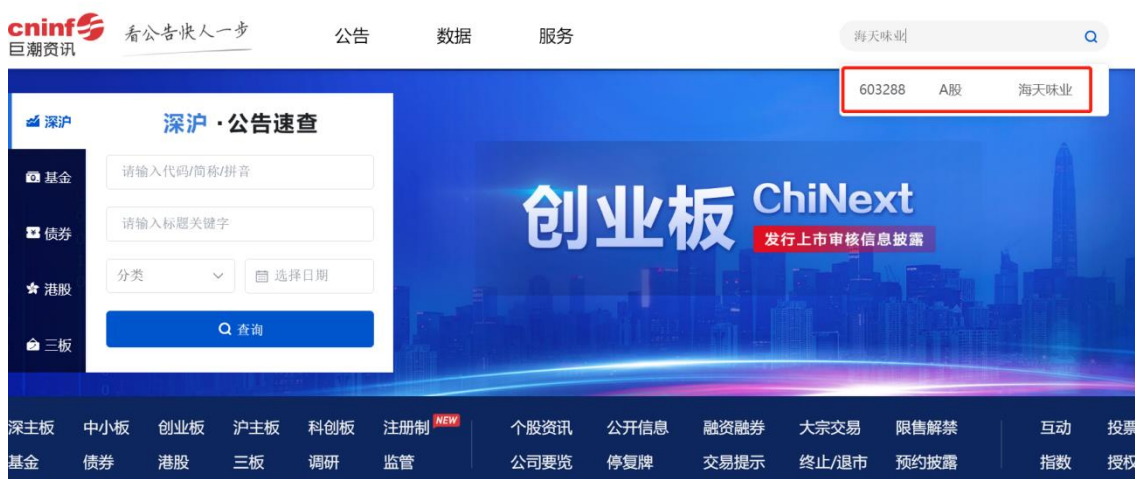 cninf
巨潮资讯
看公告快人一步
公告 数据 服务
海天味业
603288 A股 海天味业
深沪
基金
债券
港股
三板
深沪·公告速查
请输入代码/简称/拼音
请输入标题关键字
分类 选择日期
查询
创业板 ChiNext
发行上市审核信息披露
深主板 中小板 创业板 沪主板 科创板 注册制 NEW 个股资讯 公开信息 融资融券 大宗交易 限售解禁 互动 投票
基金 债券 港股 三板 调研 监管 公司要览 停复牌 交易提示 终止/退市 预约披露 指数 授权